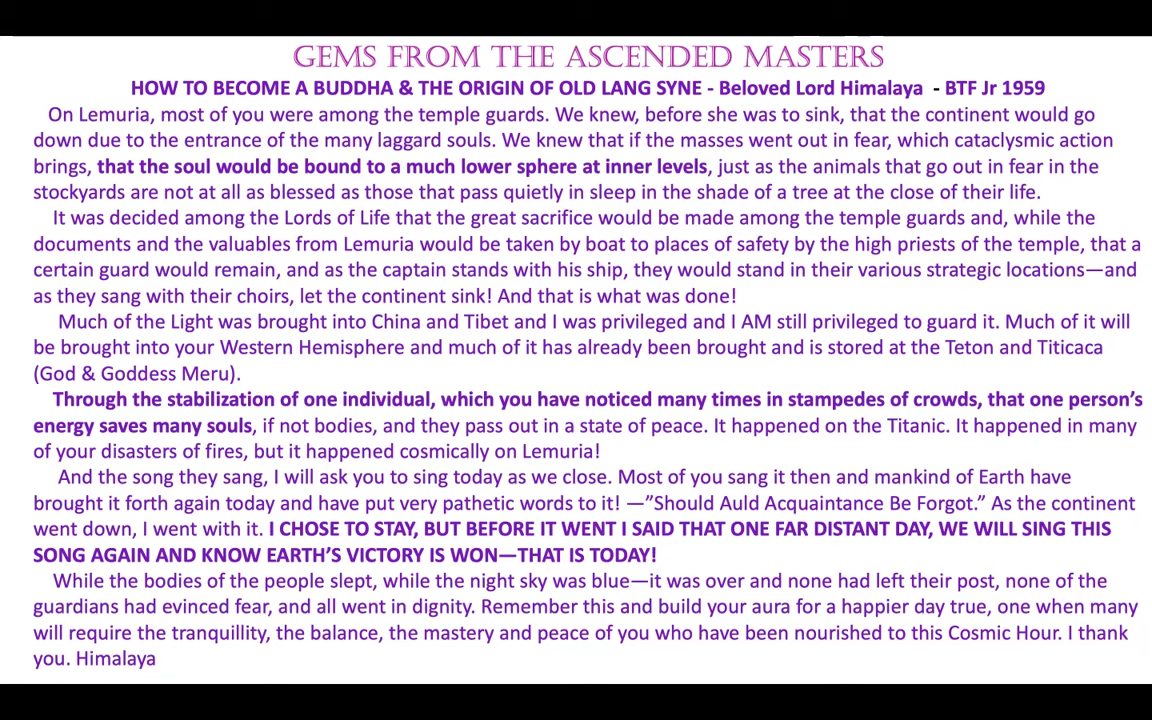 GEMS FROM THE ASCENDED MASTERS
HOW TO BECOME A BUDDHA & THE ORIGIN OF OLD LANG SYNE - Beloved Lord Himalaya - BTF Jr 1959
On Lemuria, most of you were among the temple guards. We knew, before she was to sink, that the continent would go
down due to the entrance of the many laggard souls. We knew that if the masses went out in fear, which cataclysmic action
brings, that the soul would be bound to a much lower sphere at inner levels, just as the animals that go out in fear in the
stockyards are not at all as blessed as those that pass quietly in sleep in the shade of a tree at the close of their life.
It was decided among the Lords of Life that the great sacrifice would be made among the temple guards and, while the
documents and the valuables from Lemuria would be taken by boat to places of safety by the high priests of the temple, that a
certain guard would remain, and as the captain stands with his ship, they would stand in their various strategic locations—and
as they sang with their choirs, let the continent sink! And that is what was done!
Much of the Light was brought into China and Tibet and I was privileged and I AM still privileged to guard it. Much of it will
be brought into your Western Hemisphere and much of it has already been brought and is stored at the Teton and Titicaca
(God & Goddess Meru).
Through the stabilization of one individual, which you have noticed many times in stampedes of crowds, that one person’s
energy saves many souls, if not bodies, and they pass out in a state of peace. It happened on the Titanic. It happened in many
of your disasters of fires, but it happened cosmically on Lemuria!
And the song they sang, I will ask you to sing today as we close. Most of you sang it then and mankind of Earth have
brought it forth again today and have put very pathetic words to it! —”Should Auld Acquaintance Be Forgot.” As the continent
went down, I went with it. I CHOSE TO STAY, BUT BEFORE IT WENT I SAID THAT ONE FAR DISTANT DAY, WE WILL SING THIS
SONG AGAIN AND KNOW EARTH’S VICTORY IS WON—THAT IS TODAY!
While the bodies of the people slept, while the night sky was blue—it was over and none had left their post, none of the
guardians had evinced fear, and all went in dignity. Remember this and build your aura for a happier day true, one when many
will require the tranquillity, the balance, the mastery and peace of you who have been nourished to this Cosmic Hour. I thank
you. Himalaya